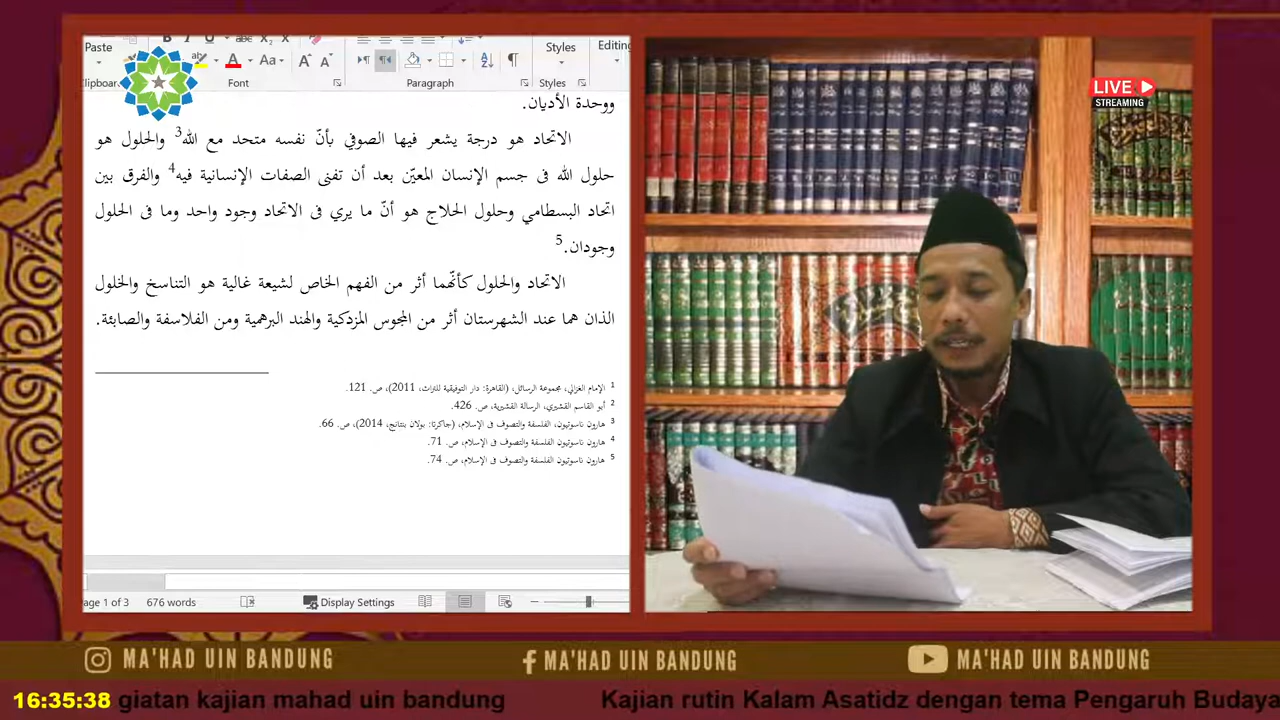 Paste
Styles
Editing
Clipboard
Font
Paragraph
Styles
ووحدة الأديان.
الاتحاد هو درجة يشعر فيها الصوفي بأنّ نفسه متحد مع الله3 والحلول هو
حلول الله فى جسم الإنسان المعيّن بعد أن تفنى الصفات الإنسانية فيه4 والفرق بين
اتحاد البسطامي وحلول الحلاج هو أنّ ما يري فى الاتحاد وجود واحد وما فى الحلول
وجودان.5
الاتحاد والحلول كأنّهما أثر من الفهم الخاص لشيعة غالية هو التناسخ والخلول
الذان هما عند الشهرستان أثر من المجوس المزدكية والهند البرهمية ومن الفلاسفة والصابئة.
1 الإمام الغزالي، مجموعة الرسائل، (القاهرة: دار التوفيقية للتراث، 2011)، ص. 121.
2 أبو القاسم القشيري، الرسالة القشيرية، ص. 426.
3 هارون ناسوتيون، الفلسفة والتصوف فى الإسلام، (جاكرتا: بولان بنتانج، 2014)، ص. 66.
4 هارون ناسوتيون الفلسفة والتصوف فى الإسلام، ص. 71.
5 هارون ناسوتيون الفلسفة والتصوف فى الإسلام، ص. 74.
age 1 of 3 676 words Display Settings
LIVE
STREAMING
MA'HAD UIN BANDUNG MA'HAD UIN BANDUNG MA'HAD UIN BANDUNG
16:35:38 giatan kajian mahad uin bandung Kajian rutin Kalam Asatidz dengan tema Pengaruh Budaya